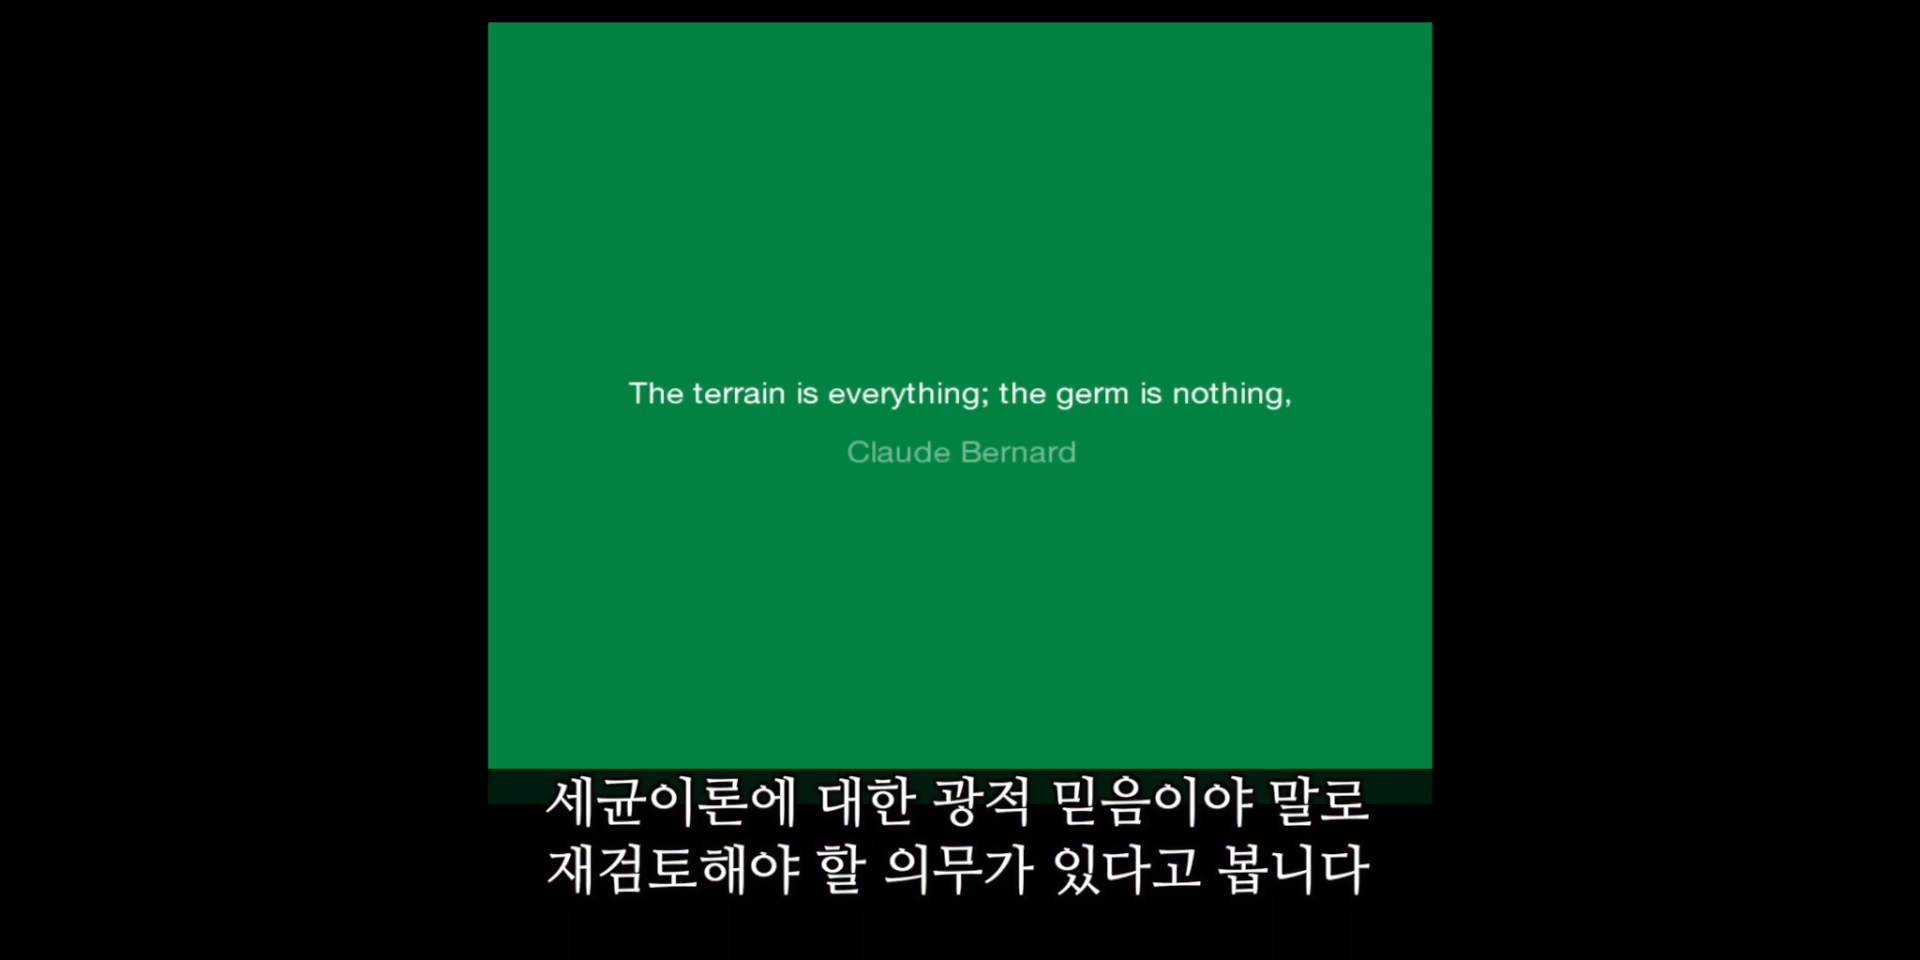 The terrain is everything; the germ is nothing,
Claude Bernard
세균이론에 대한 광적 믿음이야 말로
재검토해야 할 의무가 있다고 봅니다